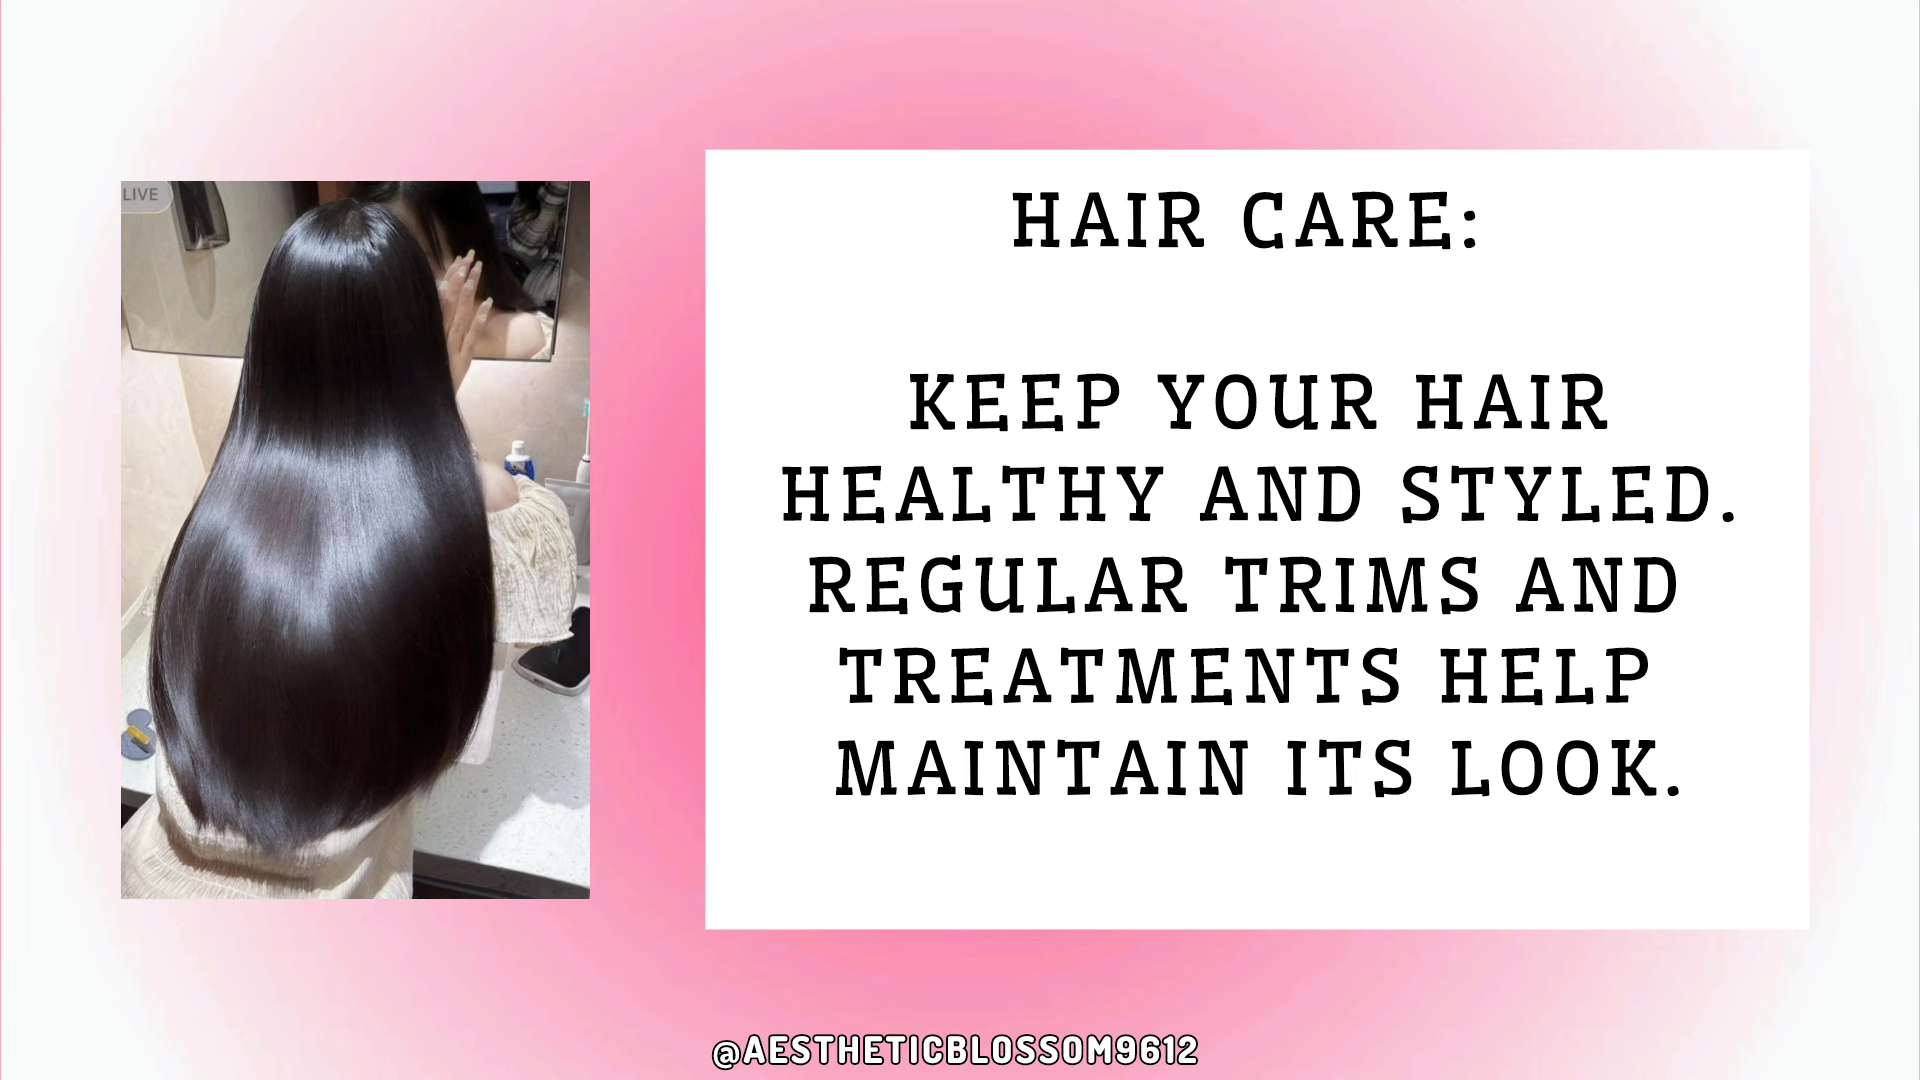 LIVE
HAIR CARE:
KEEP YOUR HAIR
HEALTHY AND STYLED.
REGULAR TRIMS AND
TREATMENTS HELP
MAINTAIN ITS LOOK.
@AESTHETICBLOSSOM9612